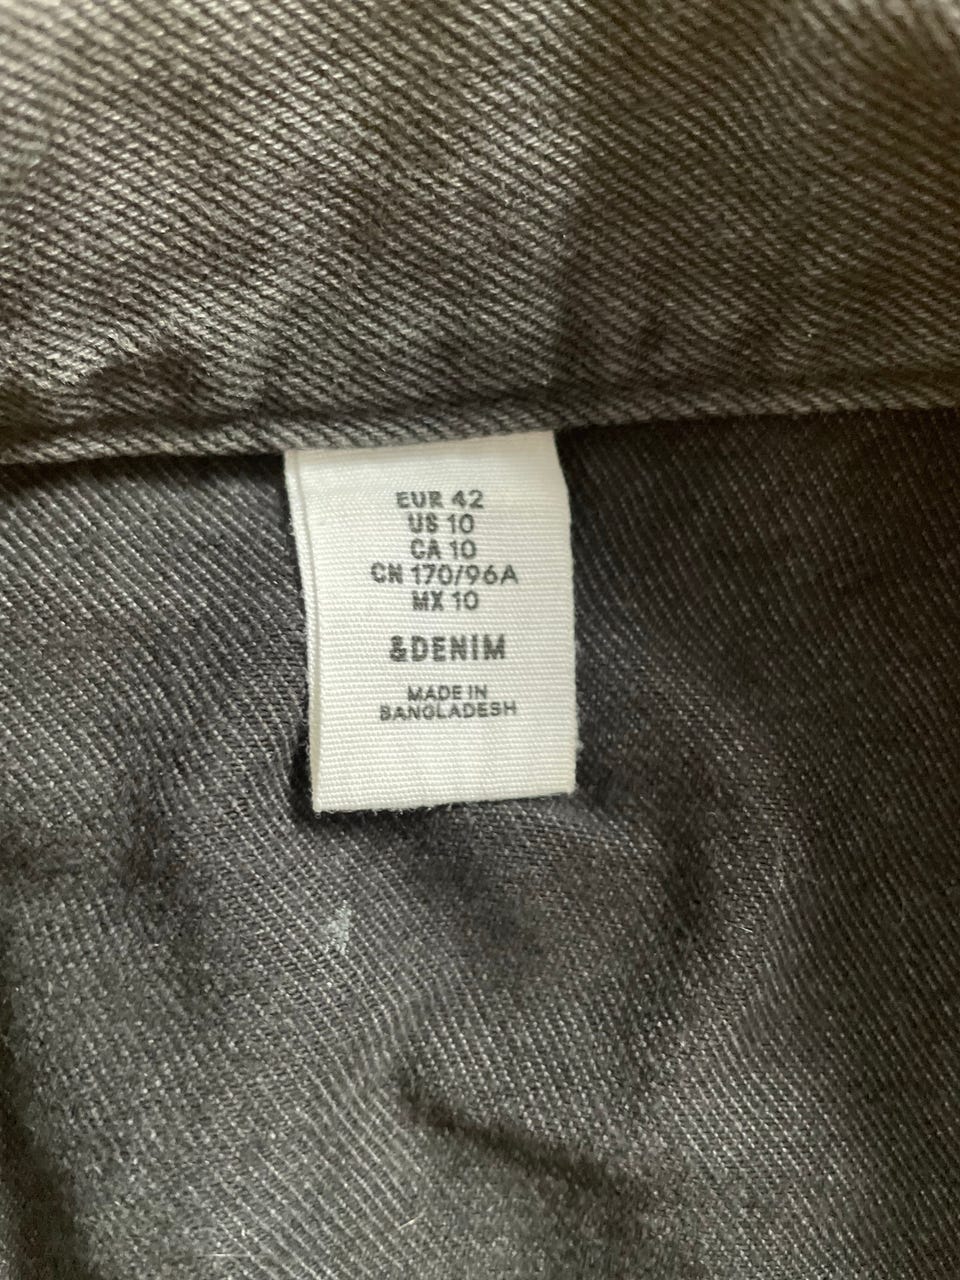 EUR 42
US 10
CA 10
CN 170/96A
MX 10
&DENIM
MADE IN
BANGLADESH